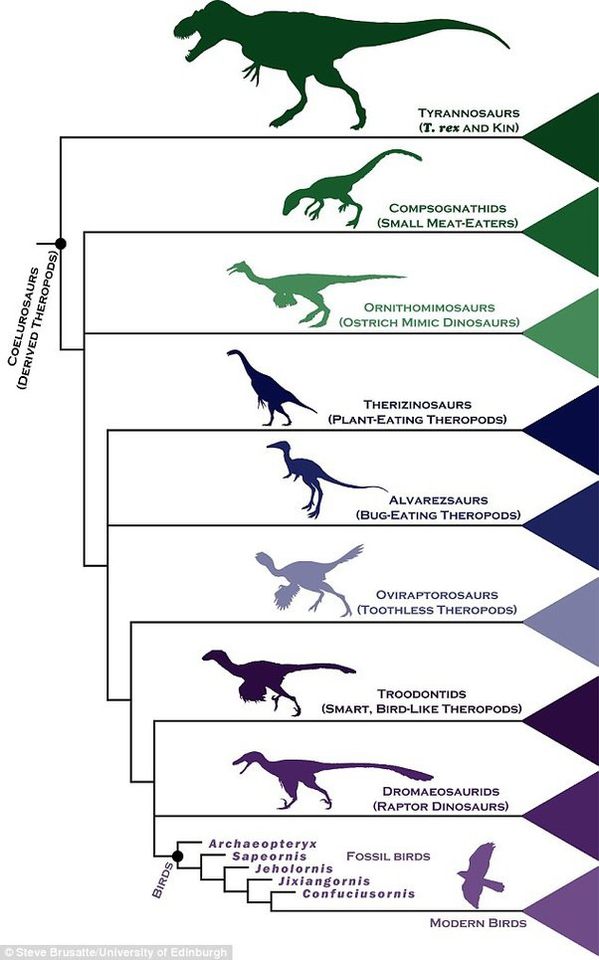 Tyrannosaurs
(T. rex and Kin)
Compsognathids
(Small Meat-Eaters)
Coelurosaurs
(Derived Theropods)
Ornithomimosaurs
(Ostrich Mimic Dinosaurs)
Therizinosaurs
(Plant-Eating Theropods)
Alvarezsaurs
(Bug-Eating Theropods)
Oviraptorosaurs
(Toothless Theropods)
Troodontids
(Smart, Bird-Like Theropods)
Dromaeosaurids
(Raptor Dinosaurs)
Birds
Archaeopteryx
Sapeornis
Fossil birds
Jeholornis
Jixiangornis
Confuciusornis
Modern Birds
© Steve Brusatte/University of Edinburgh